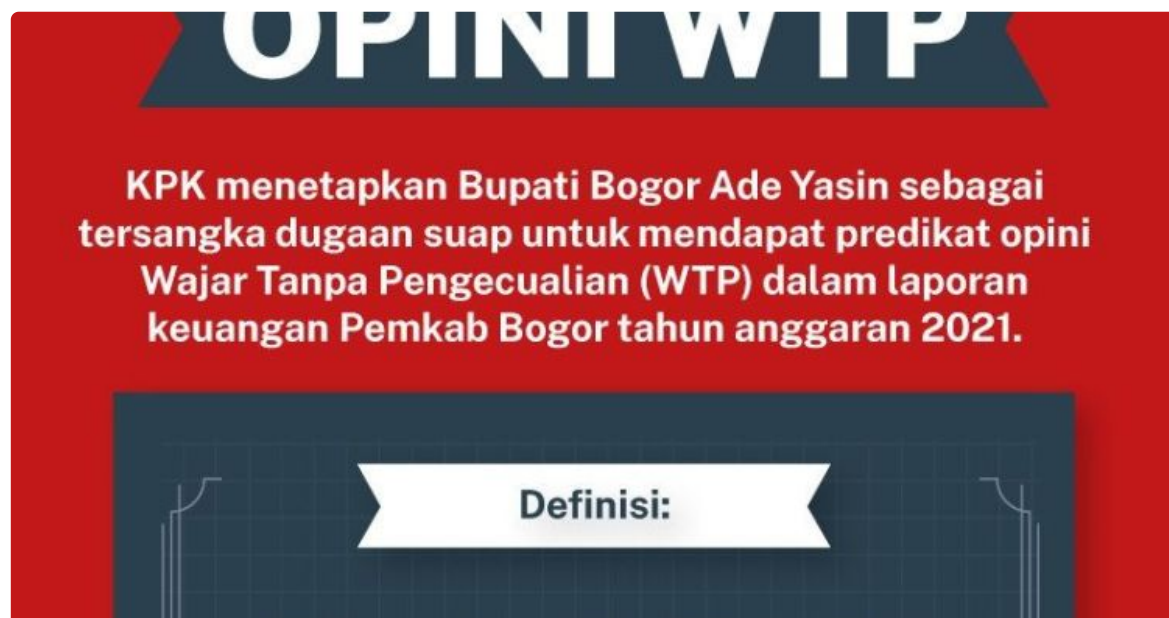 OPINI WTP
KPK menetapkan Bupati Bogor Ade Yasin sebagai
tersangka dugaan suap untuk mendapat predikat opini
Wajar Tanpa Pengecualian (WTP) dalam laporan
keuangan Pemkab Bogor tahun anggaran 2021.
Definisi: